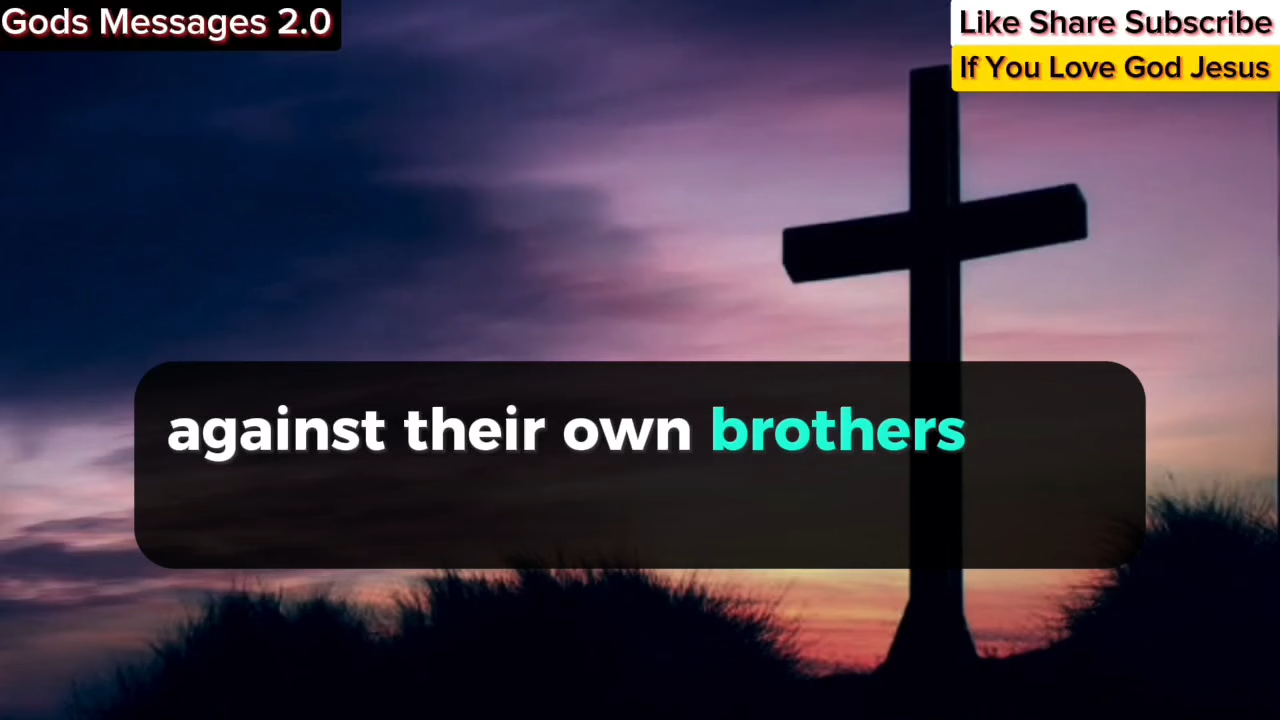 Gods Messages 2.0
Like Share Subscribe
If You Love God Jesus
against their own brothers